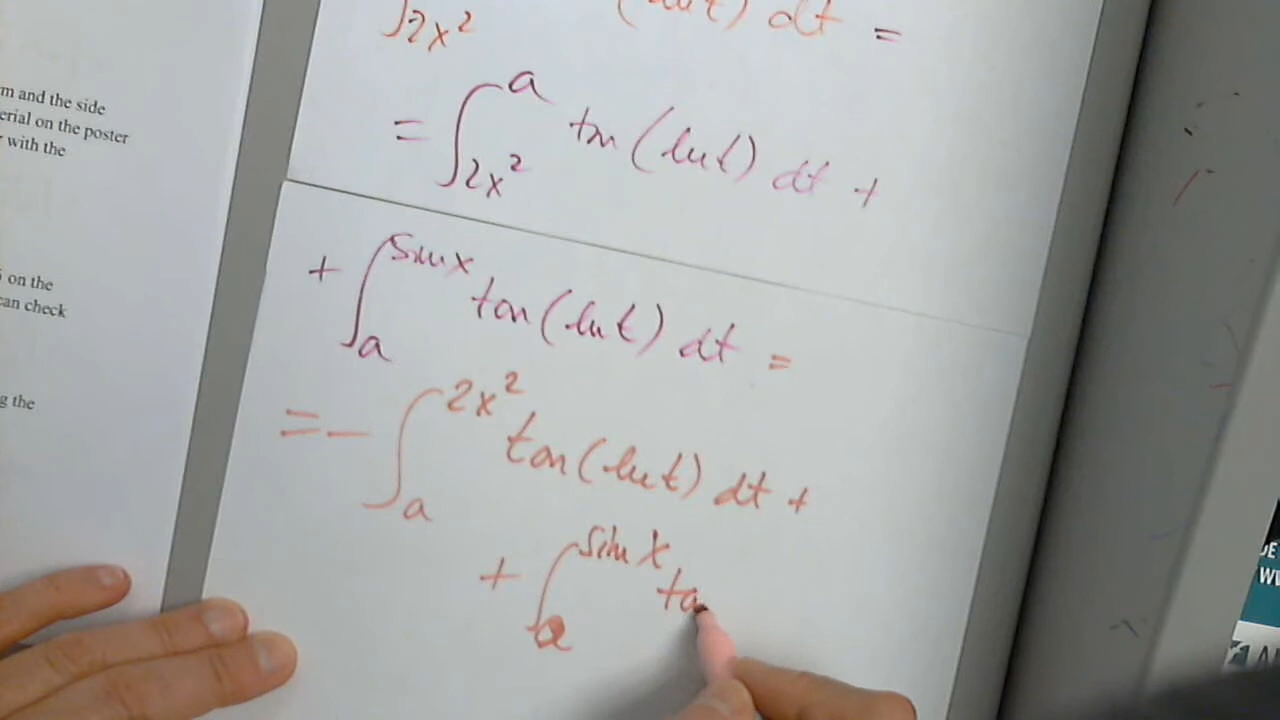 m and the side
erial on the poster
with the
on the
can check
g the
∫2x² (ln t) dt =
= ∫2x²^a tan(ln t) dt +
+ ∫a^sin x tan(ln t) dt =
= - ∫a^2x² tan(ln t) dt +
+ ∫a^sin x ta